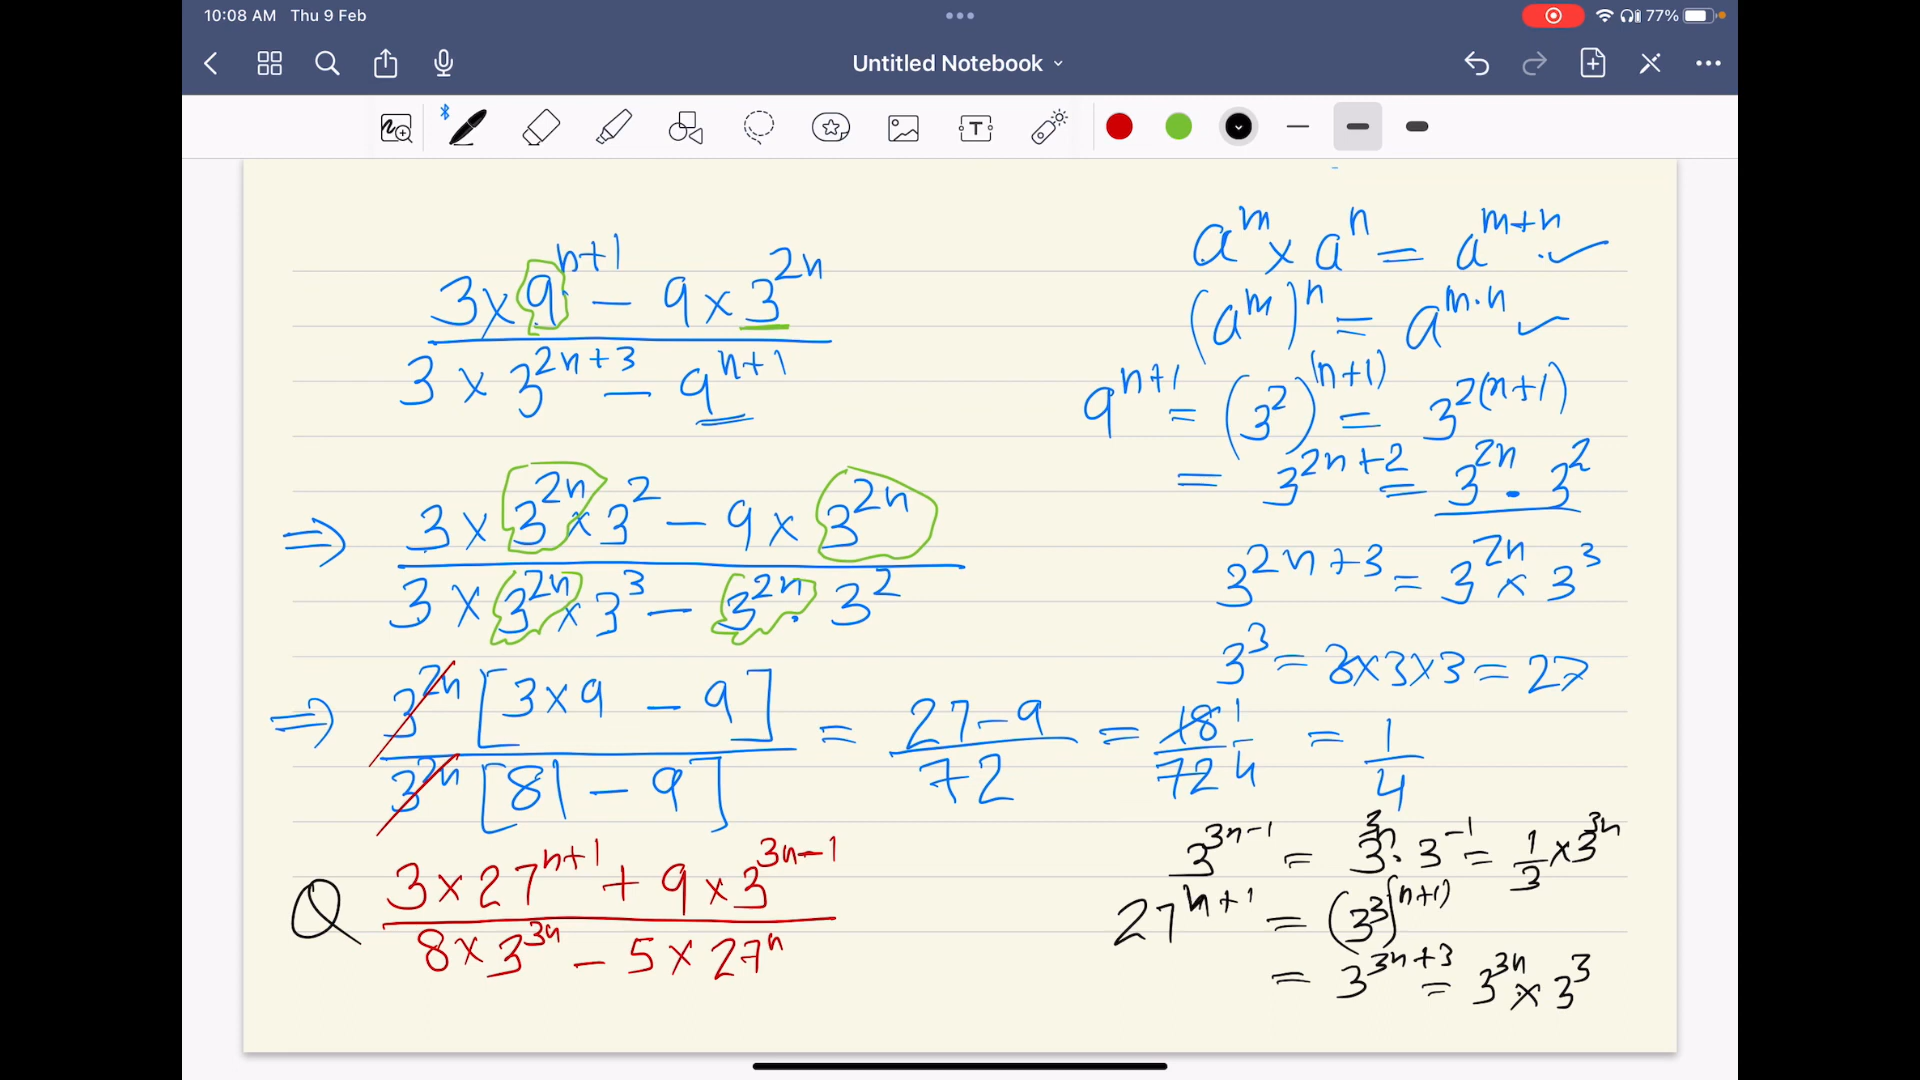 10:08 AM Thu 9 Feb
77%
Untitled Notebook
T
3 × 9^(n+1) − 9 × 3^(2n)
3 × 3^(2n+3) − 9^(n+1)
⇒ 3 × 3^(2n) × 3^2 − 9 × 3^(2n)
3 × 3^(2n) × 3^3 − 3^(2n) · 3^2
⇒ 3^(2n) [3 × 9 − 9] = 27 − 9 = 18 1 = 1
3^(2n) [81 − 9] 72 72 4 4
Q 3 × 27^(n+1) + 9 × 3^(3n−1)
8 × 3^(3n) − 5 × 27^n
a^m × a^n = a^(m+n)
(a^m)^n = a^(m·n)
9^(n+1) = (3^2)^(n+1) = 3^(2(n+1))
= 3^(2n+2) = 3^(2n) · 3^2
3^(2n+3) = 3^(2n) × 3^3
3^3 = 3×3×3 = 27
3^(3n−1) = 3^(3n) · 3^(−1) = 1/3 × 3^(3n)
27^(n+1) = (3^3)^(n+1)
= 3^(3n+3) = 3^(3n) × 3^3